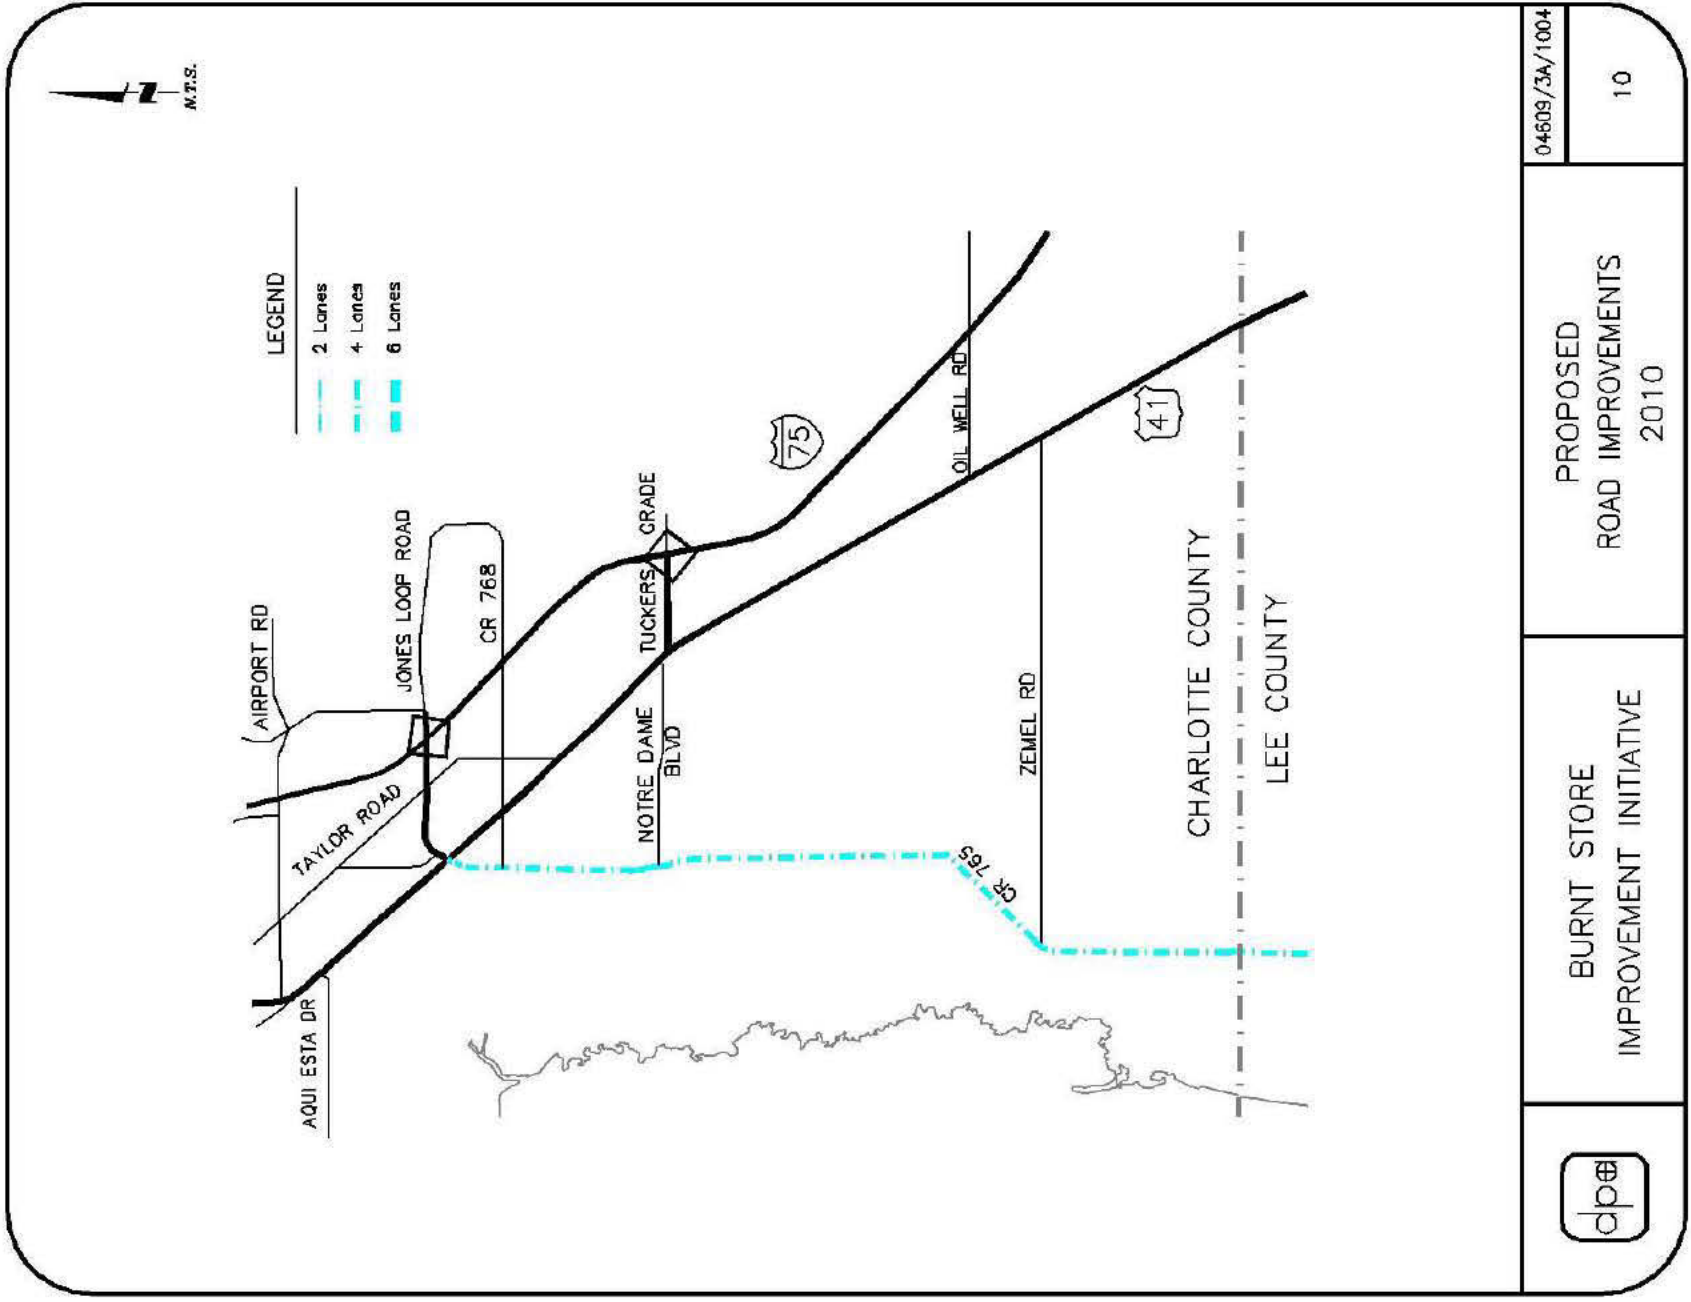 N.T.S.
LEGEND
2 Lanes
4 Lanes
6 Lanes
AIRPORT RD
JONES LOOP ROAD
CR 768
TAYLOR ROAD
AQUI ESTA DR
TUCKERS GRADE
NOTRE DAME
BLVD
75
OIL WELL RD
41
ZEMEL RD
CR 765
CHARLOTTE COUNTY
LEE COUNTY
dpa
BURNT STORE
IMPROVEMENT INITIATIVE
PROPOSED
ROAD IMPROVEMENTS
2010
04609/3A/1004
10